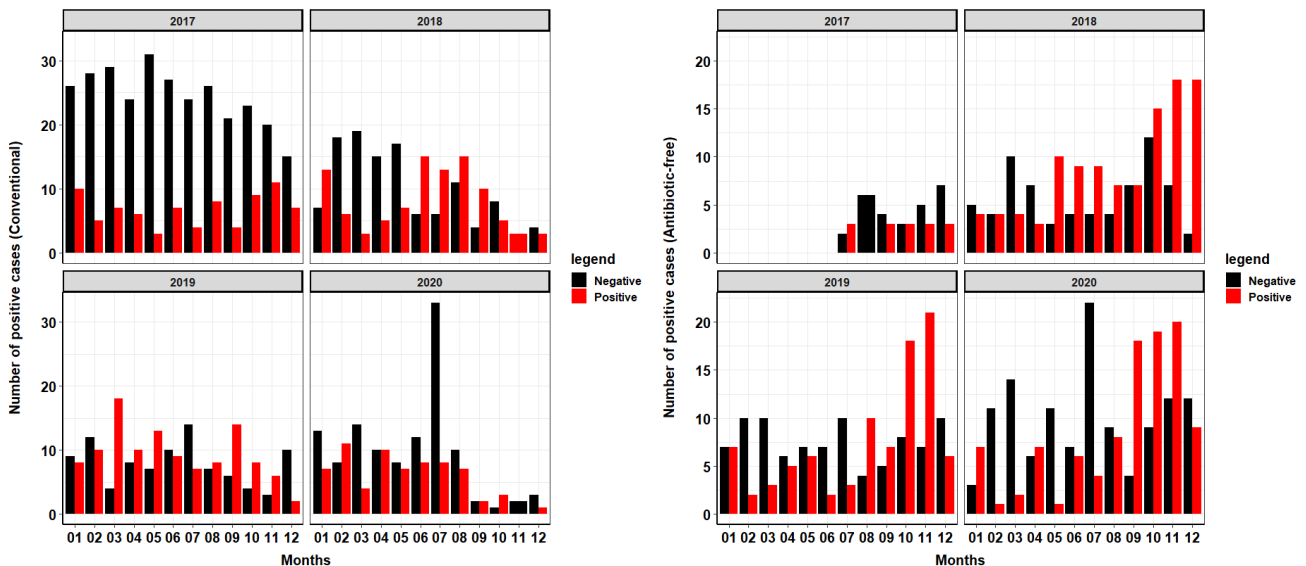 Number of positive cases (Conventional)
2017
2018
30
20
10
0
2019
2020
30
20
10
0
01 02 03 04 05 06 07 08 09 10 11 12
01 02 03 04 05 06 07 08 09 10 11 12
Months
legend
Negative
Positive
Number of positive cases (Antibiotic-free)
2017
2018
20
15
10
5
0
2019
2020
20
15
10
5
0
01 02 03 04 05 06 07 08 09 10 11 12
01 02 03 04 05 06 07 08 09 10 11 12
Months
legend
Negative
Positive